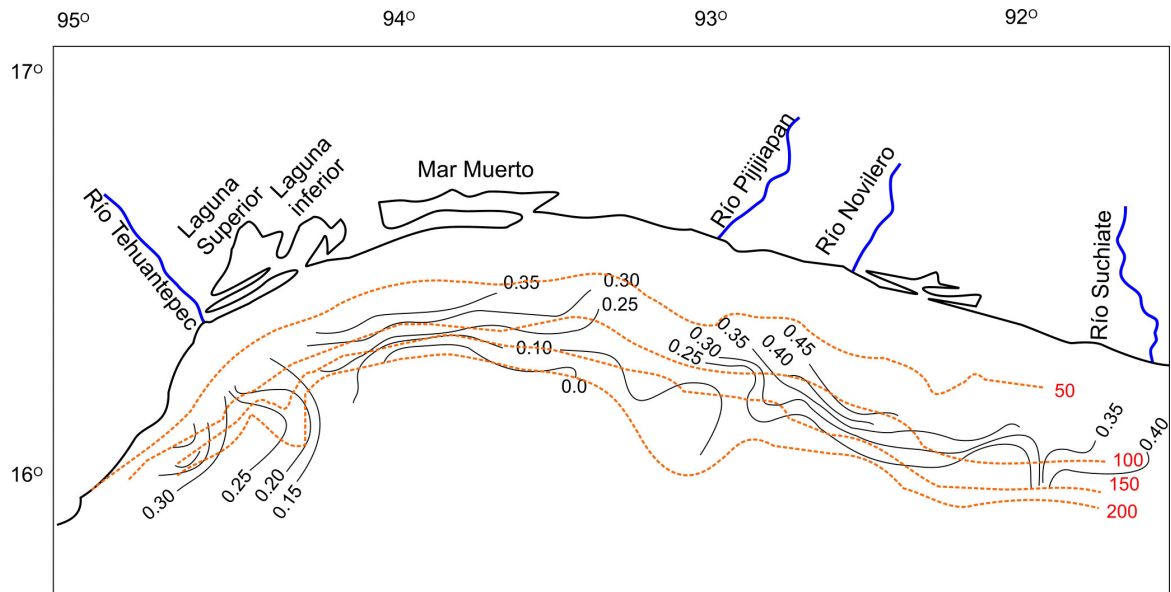 95º
94º
93º
92º
17º
16º
Río Tehuantepec
Laguna
Superior
Laguna
inferior
Mar Muerto
Río Pijijiapan
Río Novilero
Río Suchiate
0.35
0.30
0.25
0.10
0.0
0.30
0.25
0.20
0.15
0.25
0.30
0.35
0.40
0.45
0.35
0.40
50
100
150
200